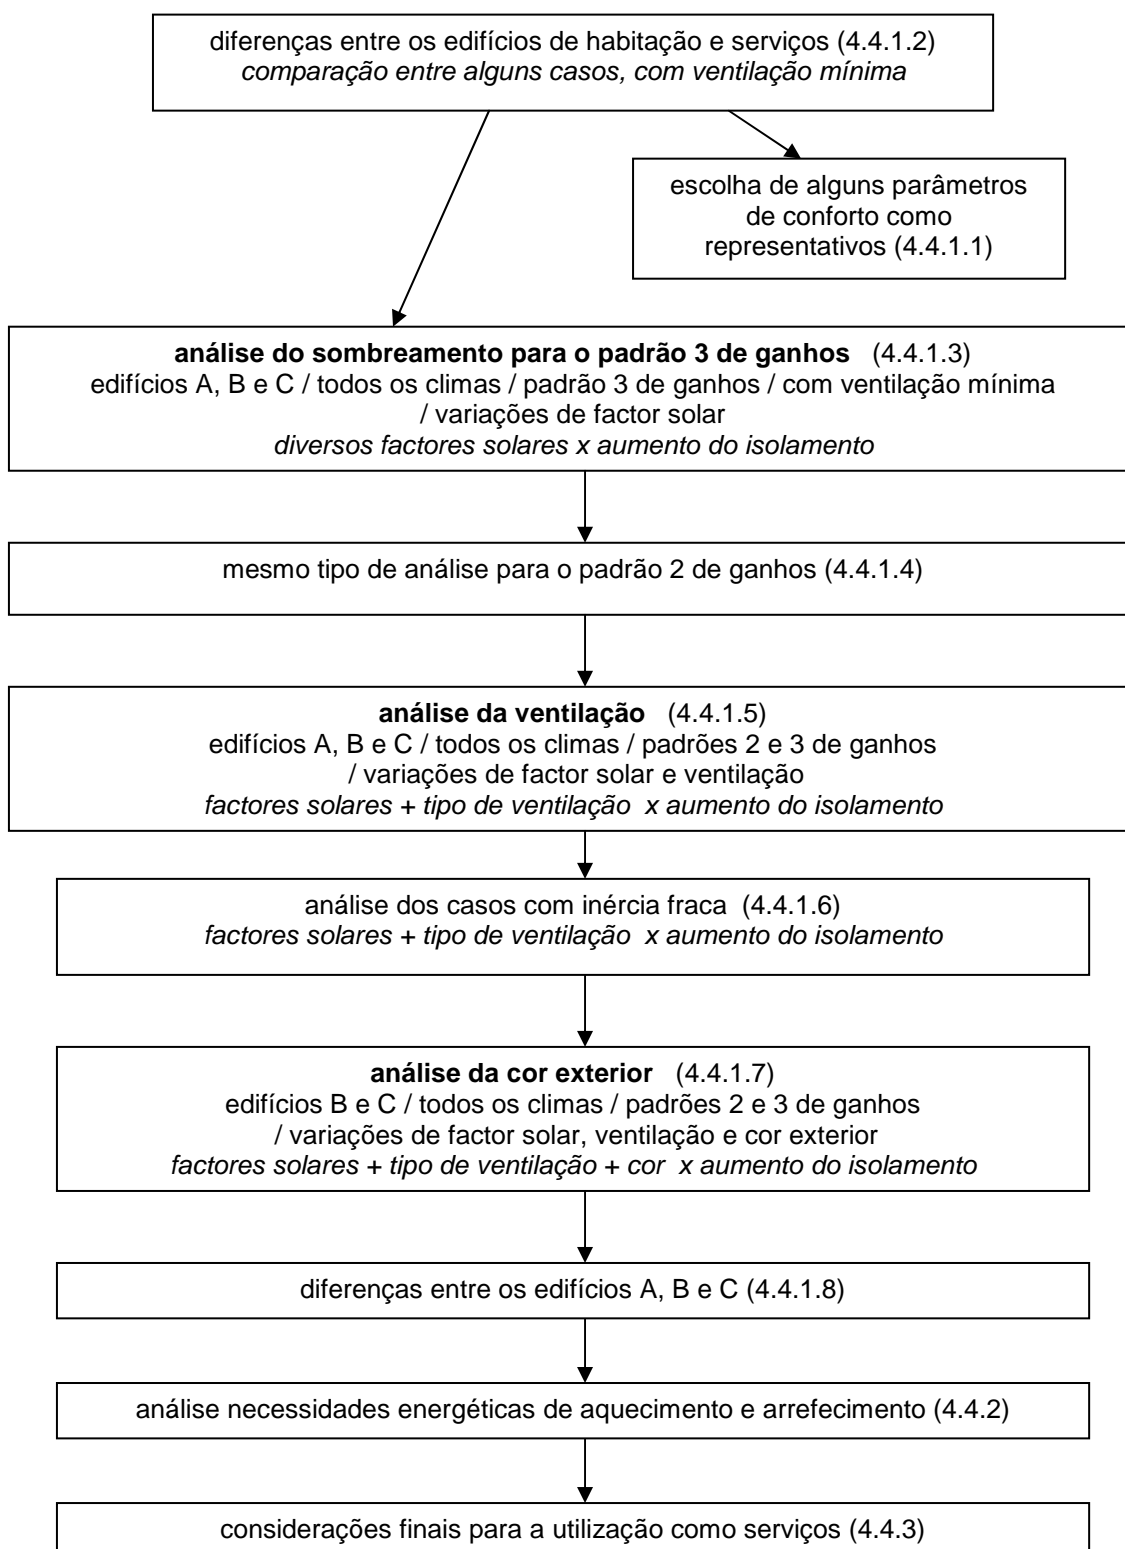 diferenças entre os edifícios de habitação e serviços (4.4.1.2)
comparação entre alguns casos, com ventilação mínima
escolha de alguns parâmetros
de conforto como
representativos (4.4.1.1)
análise do sombreamento para o padrão 3 de ganhos (4.4.1.3)
edifícios A, B e C / todos os climas / padrão 3 de ganhos / com ventilação mínima
/ variações de factor solar
diversos factores solares x aumento do isolamento
mesmo tipo de análise para o padrão 2 de ganhos (4.4.1.4)
análise da ventilação (4.4.1.5)
edifícios A, B e C / todos os climas / padrões 2 e 3 de ganhos
/ variações de factor solar e ventilação
factores solares + tipo de ventilação x aumento do isolamento
análise dos casos com inércia fraca (4.4.1.6)
factores solares + tipo de ventilação x aumento do isolamento
análise da cor exterior (4.4.1.7)
edifícios B e C / todos os climas / padrões 2 e 3 de ganhos
/ variações de factor solar, ventilação e cor exterior
factores solares + tipo de ventilação + cor x aumento do isolamento
diferenças entre os edifícios A, B e C (4.4.1.8)
análise necessidades energéticas de aquecimento e arrefecimento (4.4.2)
considerações finais para a utilização como serviços (4.4.3)